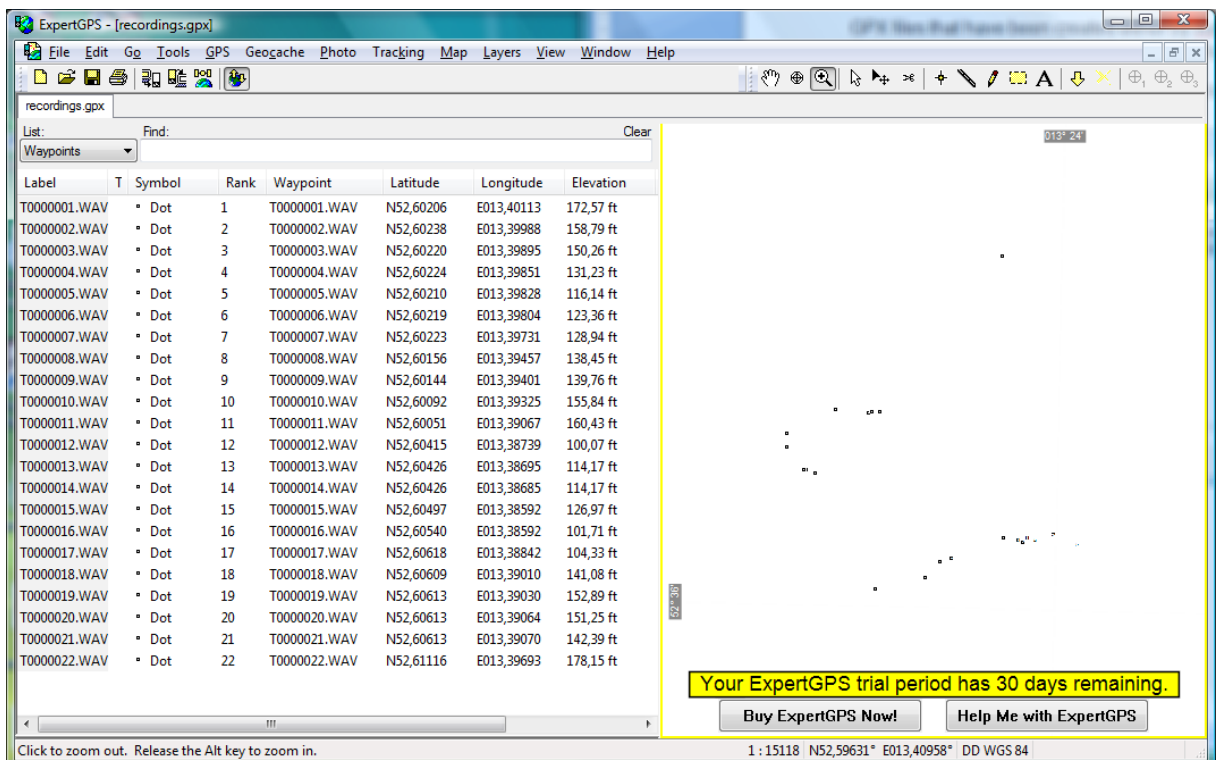 ExpertGPS - [recordings.gpx]
File Edit Go Tools GPS Geocache Photo Tracking Map Layers View Window Help
A 1 2 3
recordings.gpx
List: Find: Clear
Waypoints
013° 24'
Label T Symbol Rank Waypoint Latitude Longitude Elevation
T0000001.WAV Dot 1 T0000001.WAV N52,60206 E013,40113 172,57 ft
T0000002.WAV Dot 2 T0000002.WAV N52,60238 E013,39988 158,79 ft
T0000003.WAV Dot 3 T0000003.WAV N52,60220 E013,39895 150,26 ft
T0000004.WAV Dot 4 T0000004.WAV N52,60224 E013,39851 131,23 ft
T0000005.WAV Dot 5 T0000005.WAV N52,60210 E013,39828 116,14 ft
T0000006.WAV Dot 6 T0000006.WAV N52,60219 E013,39804 123,36 ft
T0000007.WAV Dot 7 T0000007.WAV N52,60223 E013,39731 128,94 ft
T0000008.WAV Dot 8 T0000008.WAV N52,60156 E013,39457 138,45 ft
T0000009.WAV Dot 9 T0000009.WAV N52,60144 E013,39401 139,76 ft
T0000010.WAV Dot 10 T0000010.WAV N52,60092 E013,39325 155,84 ft
T0000011.WAV Dot 11 T0000011.WAV N52,60051 E013,39067 160,43 ft
T0000012.WAV Dot 12 T0000012.WAV N52,60415 E013,38739 100,07 ft
T0000013.WAV Dot 13 T0000013.WAV N52,60426 E013,38695 114,17 ft
T0000014.WAV Dot 14 T0000014.WAV N52,60426 E013,38685 114,17 ft
T0000015.WAV Dot 15 T0000015.WAV N52,60497 E013,38592 126,97 ft
T0000016.WAV Dot 16 T0000016.WAV N52,60540 E013,38592 101,71 ft
T0000017.WAV Dot 17 T0000017.WAV N52,60618 E013,38842 104,33 ft
T0000018.WAV Dot 18 T0000018.WAV N52,60609 E013,39010 141,08 ft
T0000019.WAV Dot 19 T0000019.WAV N52,60613 E013,39030 152,89 ft
T0000020.WAV Dot 20 T0000020.WAV N52,60613 E013,39064 151,25 ft
T0000021.WAV Dot 21 T0000021.WAV N52,60613 E013,39070 142,39 ft
T0000022.WAV Dot 22 T0000022.WAV N52,61116 E013,39693 178,15 ft
52° 36'
Your ExpertGPS trial period has 30 days remaining.
Buy ExpertGPS Now! Help Me with ExpertGPS
Click to zoom out. Release the Alt key to zoom in. 1 : 15118 N52,59631° E013,40958° DD WGS 84